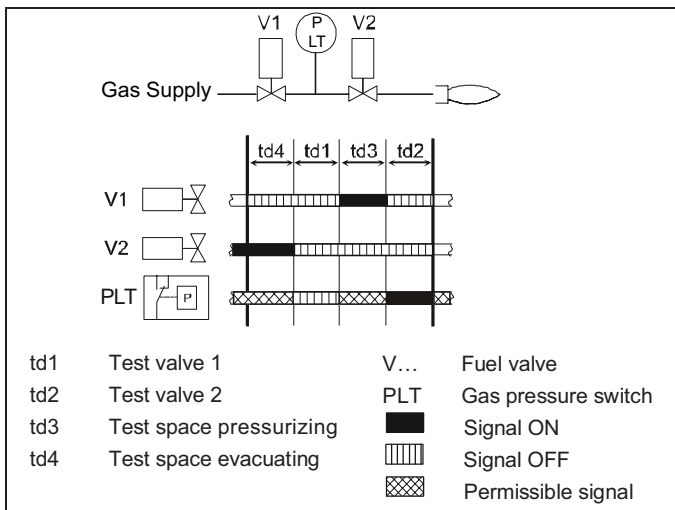 V1 P LT V2
Gas Supply
td4 td1 td3 td2
V1
V2
PLT P
td1 Test valve 1
td2 Test valve 2
td3 Test space pressurizing
td4 Test space evacuating
V... Fuel valve
PLT Gas pressure switch
Signal ON
Signal OFF
Permissible signal